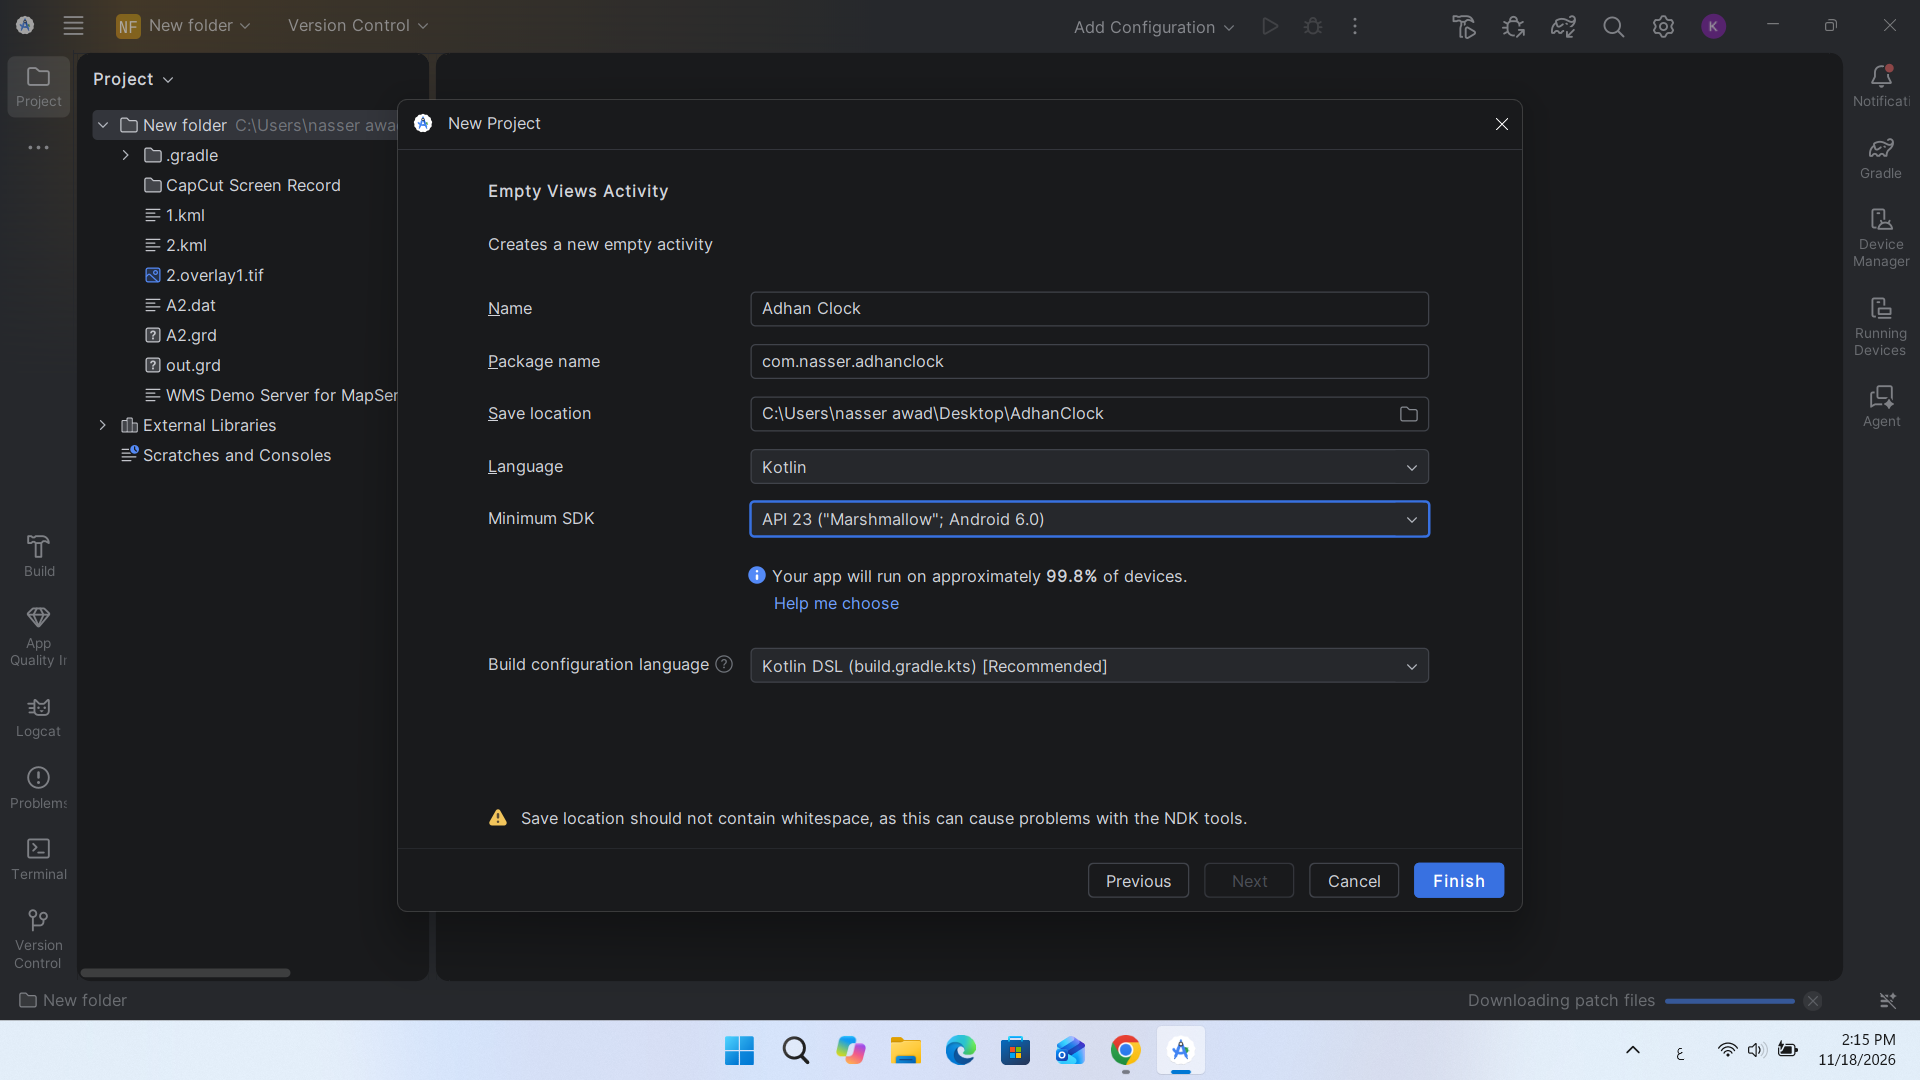 NF New folder
Version Control
Add Configuration
K
Project
Project
New folder C:\Users\nasser awa
.gradle
CapCut Screen Record
1.kml
2.kml
2.overlay1.tif
A2.dat
A2.grd
out.grd
WMS Demo Server for MapSer
External Libraries
Scratches and Consoles
Build
App
Quality In
Logcat
Problems
Terminal
Version
Control
New Project
Empty Views Activity
Creates a new empty activity
Name
Adhan Clock
Package name
com.nasser.adhanclock
Save location
C:\Users\nasser awad\Desktop\AdhanClock
Language
Kotlin
Minimum SDK
API 23 ("Marshmallow"; Android 6.0)
Your app will run on approximately 99.8% of devices.
Help me choose
Build configuration language
Kotlin DSL (build.gradle.kts) [Recommended]
Save location should not contain whitespace, as this can cause problems with the NDK tools.
Previous
Next
Cancel
Finish
Notificati
Gradle
Device
Manager
Running
Devices
Agent
New folder
Downloading patch files
ع
2:15 PM
11/18/2026